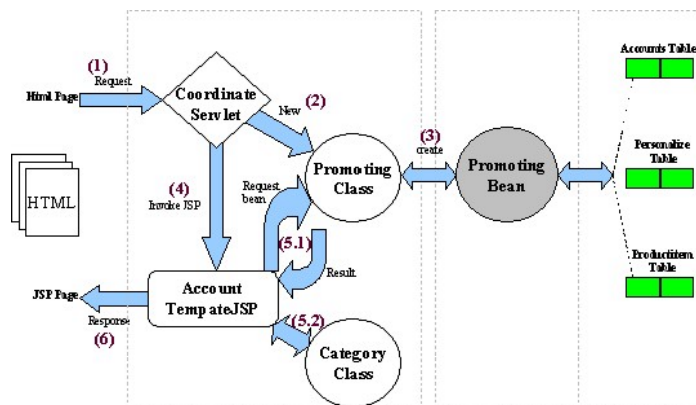 (1)
Request
Html Page
Coordinate
Servlet
New
(2)
(3)
create
Promoting
Class
Promoting
Bean
Accounts Table
Personalize
Table
Productitem
Table
HTML
(4)
Invoke JSP
Request
bean
(5.1)
Result
JSP Page
Response
(6)
Account
TempateJSP
(5.2)
Category
Class